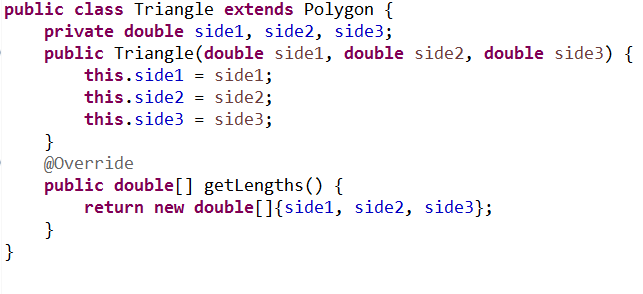 public class Triangle extends Polygon {
    private double side1, side2, side3;
    public Triangle(double side1, double side2, double side3) {
        this.side1 = side1;
        this.side2 = side2;
        this.side3 = side3;
    }
    @Override
    public double[] getLengths() {
        return new double[]{side1, side2, side3};
    }
}